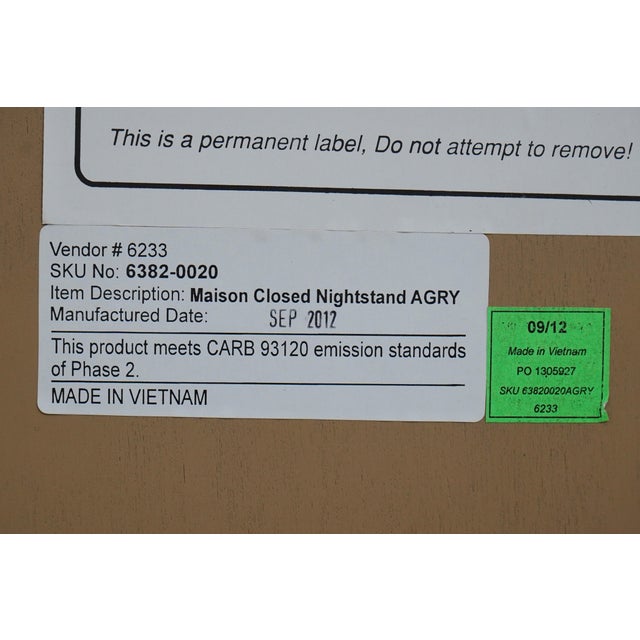 This is a permanent label, Do not attempt to remove!
Vendor # 6233
SKU No: 6382-0020
Item Description: Maison Closed Nightstand AGRY
Manufactured Date: SEP 2012
This product meets CARB 93120 emission standards
of Phase 2.
MADE IN VIETNAM
09/12
Made in Vietnam
PO 1305927
SKU 63820020AGRY
6233